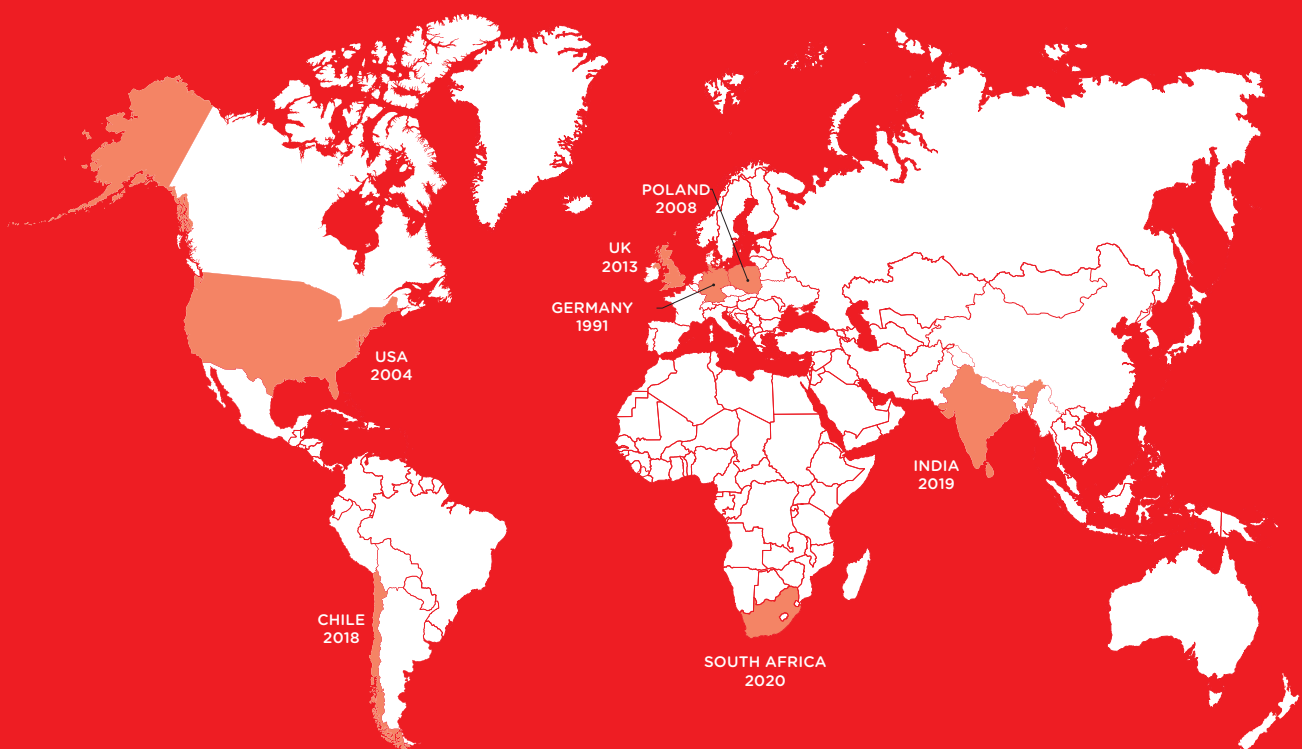 POLAND
2008
UK
2013
GERMANY
1991
USA
2004
INDIA
2019
CHILE
2018
SOUTH AFRICA
2020